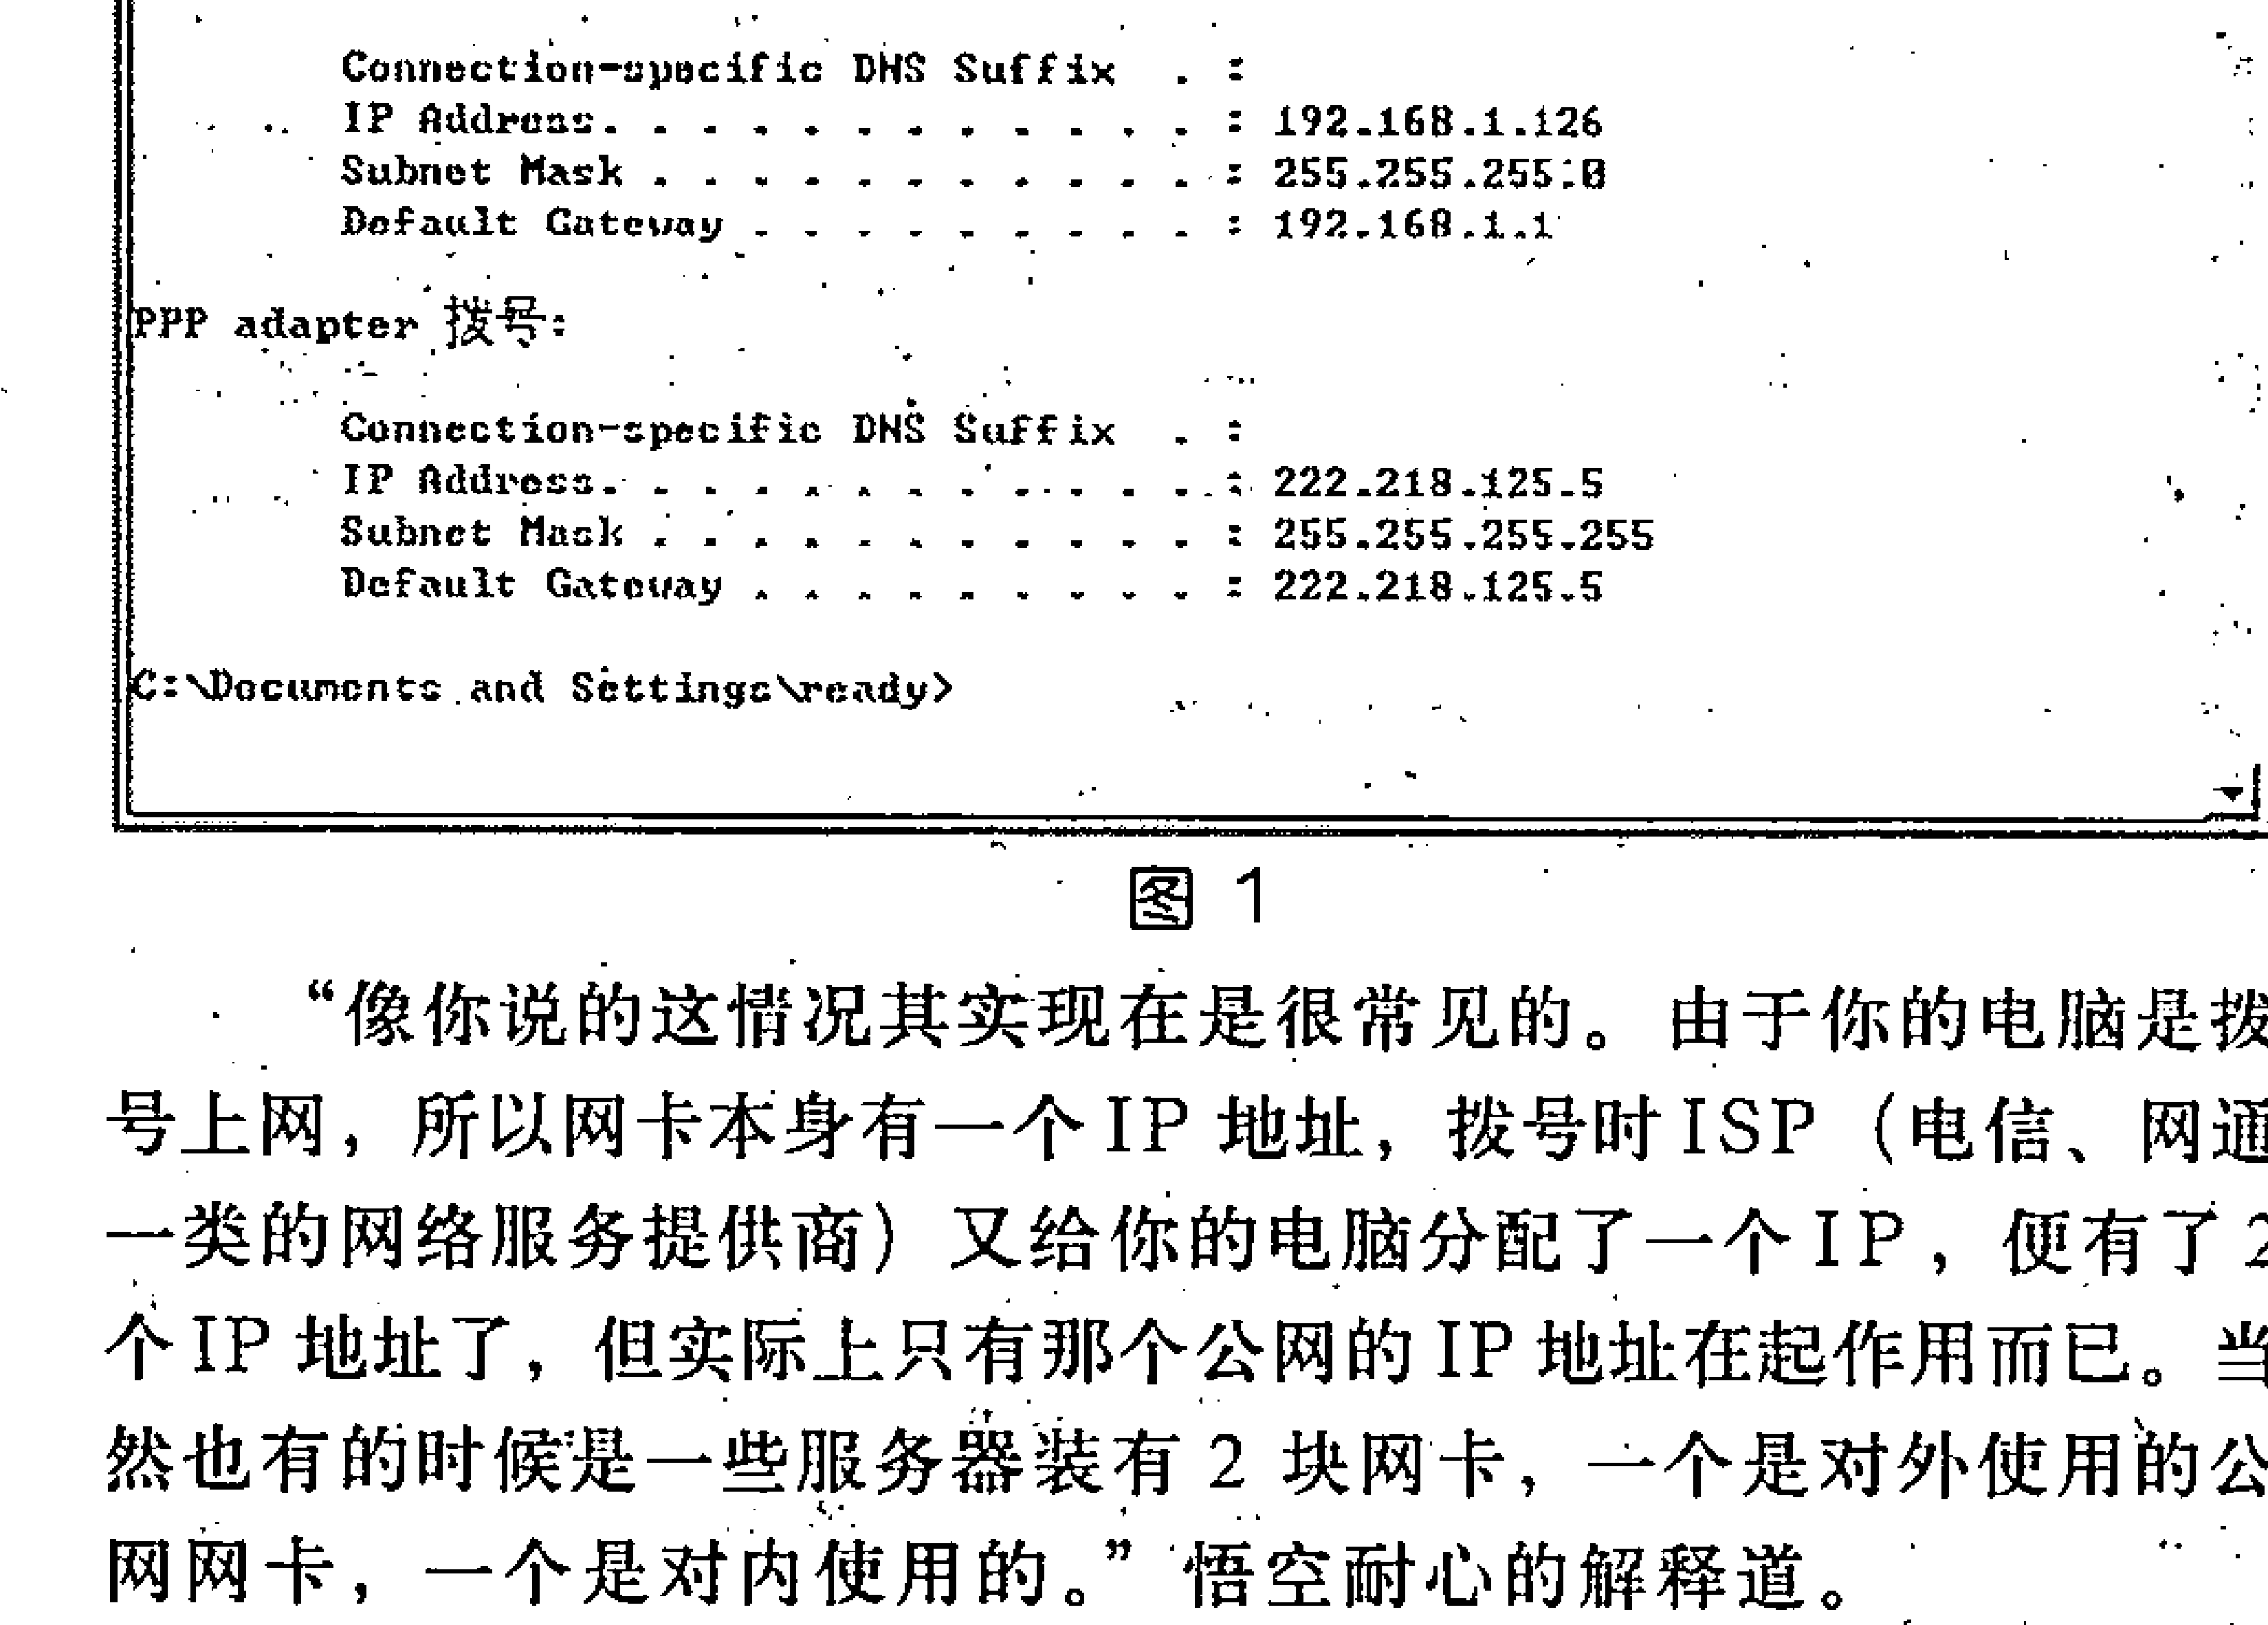 Connection-specific DNS Suffix  . :
IP Address. . . . . . . . . . . . : 192.168.1.126
Subnet Mask . . . . . . . . . . . : 255.255.255.0
Default Gateway . . . . . . . . . : 192.168.1.1
PPP adapter 拨号:
Connection-specific DNS Suffix  . :
IP Address. . . . . . . . . . . . : 222.218.125.5
Subnet Mask . . . . . . . . . . . : 255.255.255.255
Default Gateway . . . . . . . . . : 222.218.125.5
C:\Documents and Settings\ready>
图 1
“像你说的这情况其实现在是很常见的。由于你的电脑是拨
号上网，所以网卡本身有一个IP 地址，拨号时ISP（电信、网通
一类的网络服务提供商）又给你的电脑分配了一个IP，便有了2
个IP 地址了，但实际上只有那个公网的IP 地址在起作用而已。当
然也有的时候是一些服务器装有 2 块网卡，一个是对外使用的公
网网卡，一个是对内使用的。”悟空耐心的解释道。